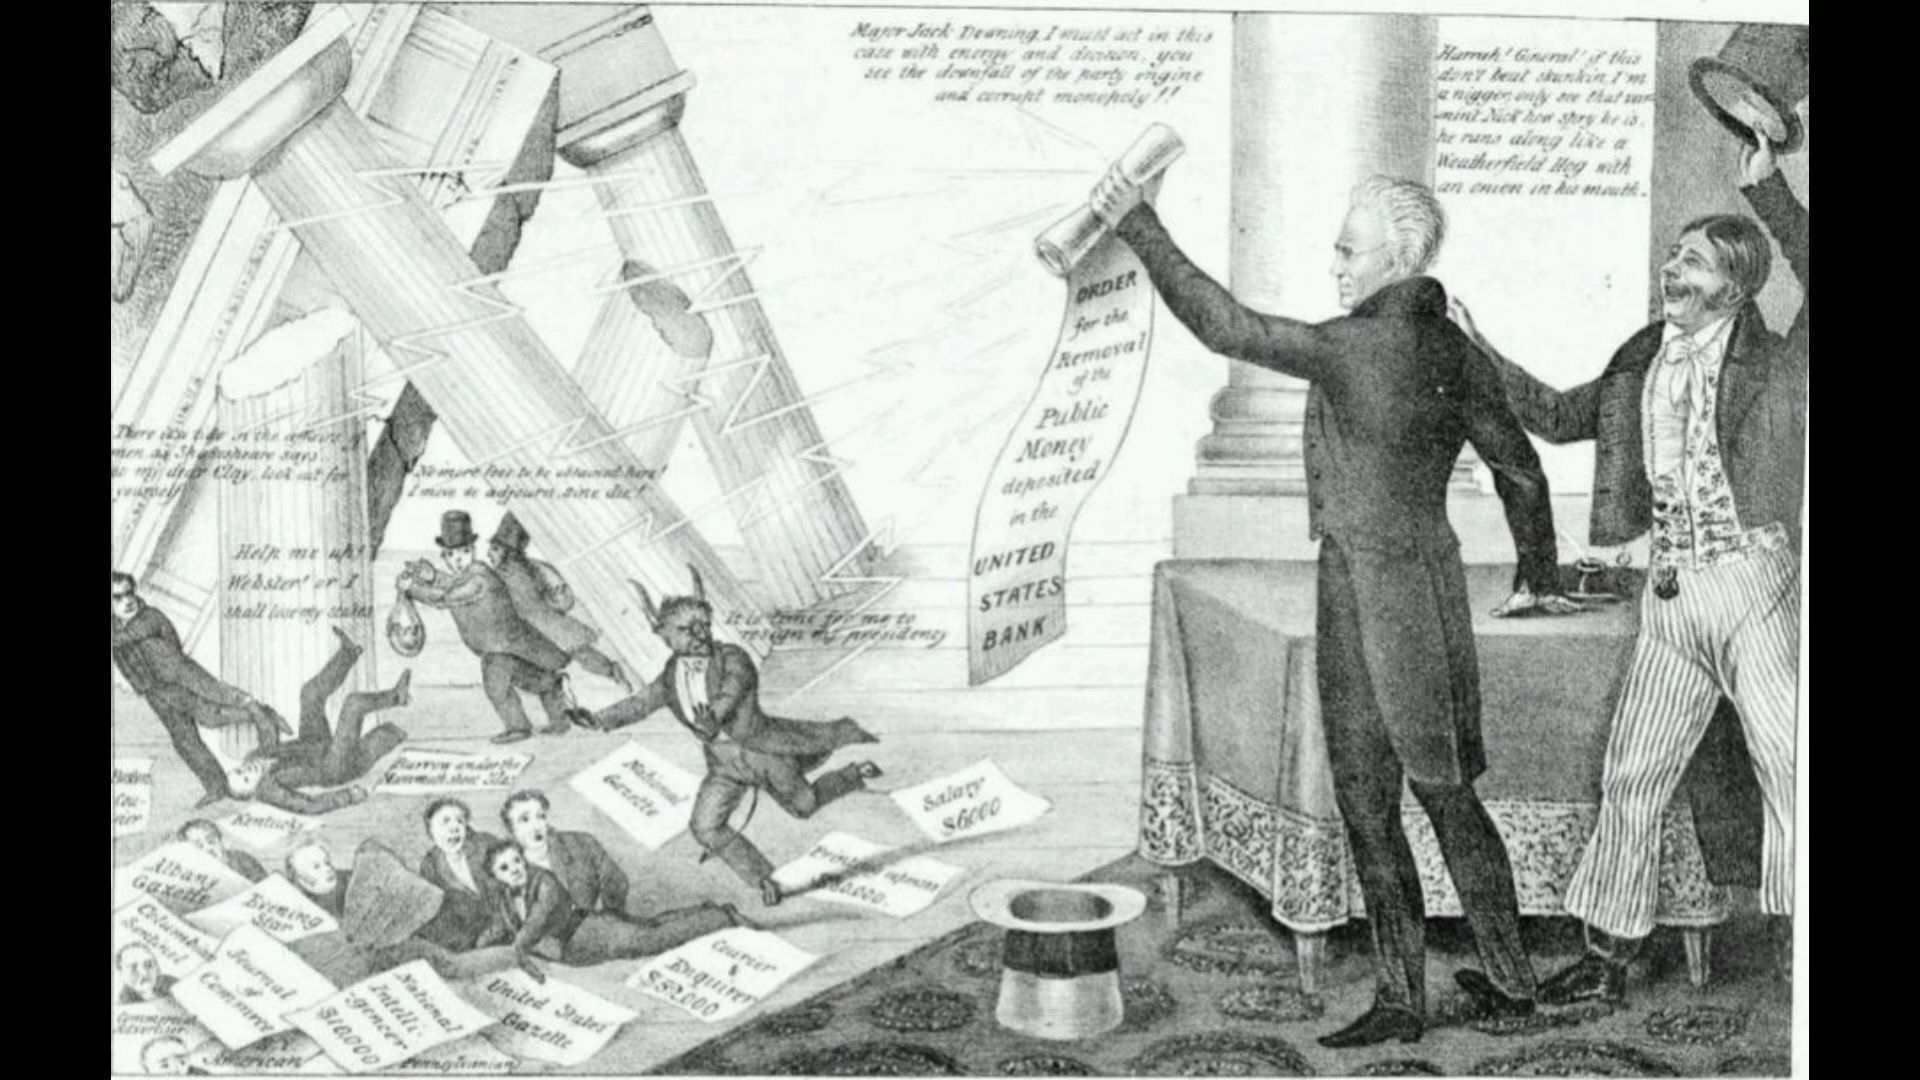 Major Jack Downing, I must act in this
case with energy and decision, you
see the downfall of the party engine
and corrupt monopoly!!
Hurrah! General! if this
don't beat skunkin, I'm
a nigger, only see that var-
mint Nick how spry he is,
he runs along like a
Weatherfield Hog with
an onion in his mouth.
ORDER
for the
Removal
of the
Public
Money
deposited
in the
UNITED
STATES
BANK
There is a tide in the affairs of
men as Shakespeare says,
my dear Clay, look out for
yourself
No more fees to be obtained here!
I move to adjourn, sine die!
Help me up!
Webster! or I
shall lose my stakes
It is time for me to
resign my presidency
Burrow under the
Kentucky
National
Gazette
Salary
$6000
Albany
Gazette
Evening
Star
Columbian
Journal
of
Commerce
National
Intelli-
gencer
$10.000
United States
Gazette
Courier
&
Enquirer
$52.000
Commercial
Advertiser
American
Pennsylvanian